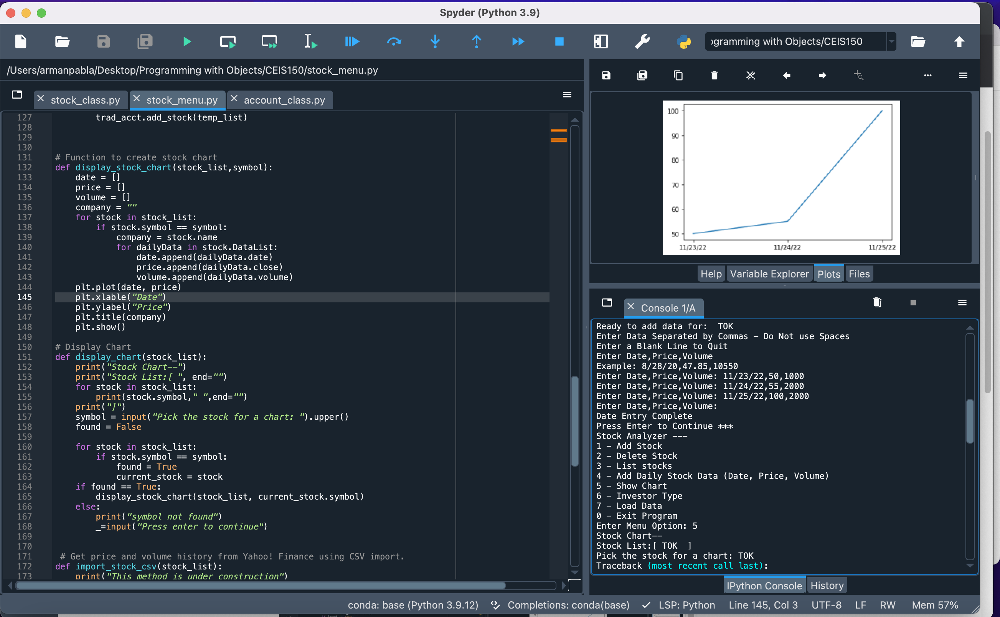 Spyder (Python 3.9)
ogramming with Objects/CEIS150
/Users/armanpabla/Desktop/Programming with Objects/CEIS150/stock_menu.py
stock_class.py
stock_menu.py
account_class.py
127         trad_acct.add_stock(temp_list)
128
129
130
131 # Function to create stock chart
132 def display_stock_chart(stock_list,symbol):
133     date = []
134     price = []
135     volume = []
136     company = ""
137     for stock in stock_list:
138         if stock.symbol == symbol:
139             company = stock.name
140             for dailyData in stock.DataList:
141                 date.append(dailyData.date)
142                 price.append(dailyData.close)
143                 volume.append(dailyData.volume)
144     plt.plot(date, price)
145     plt.xlable("Date")
146     plt.ylabel("Price")
147     plt.title(company)
148     plt.show()
149
150 # Display Chart
151 def display_chart(stock_list):
152     print("Stock Chart--")
153     print("Stock List:[ ", end="")
154     for stock in stock_list:
155         print(stock.symbol," ",end="")
156     print("]")
157     symbol = input("Pick the stock for a chart: ").upper()
158     found = False
159
160     for stock in stock_list:
161         if stock.symbol == symbol:
162             found = True
163             current_stock = stock
164     if found == True:
165         display_stock_chart(stock_list, current_stock.symbol)
166     else:
167         print("symbol not found")
168         _=input("Press enter to continue")
169
170
171  # Get price and volume history from Yahoo! Finance using CSV import.
172 def import_stock_csv(stock_list):
173     print("This method is under construction")
100
90
80
70
60
50
11/23/22 11/24/22 11/25/22
Help
Variable Explorer
Plots
Files
Console 1/A
Ready to add data for:  TOK
Enter Data Separated by Commas - Do Not use Spaces
Enter a Blank Line to Quit
Enter Date,Price,Volume
Example: 8/28/20,47.85,10550
Enter Date,Price,Volume: 11/23/22,50,1000
Enter Date,Price,Volume: 11/24/22,55,2000
Enter Date,Price,Volume: 11/25/22,100,2000
Enter Date,Price,Volume:
Date Entry Complete
Press Enter to Continue ***
Stock Analyzer ---
1 - Add Stock
2 - Delete Stock
3 - List stocks
4 - Add Daily Stock Data (Date, Price, Volume)
5 - Show Chart
6 - Investor Type
7 - Load Data
0 - Exit Program
Enter Menu Option: 5
Stock Chart--
Stock List:[ TOK  ]
Pick the stock for a chart: TOK
Traceback (most recent call last):
IPython Console
History
conda: base (Python 3.9.12)
Completions: conda(base)
LSP: Python
Line 145, Col 3
UTF-8
LF
RW
Mem 57%